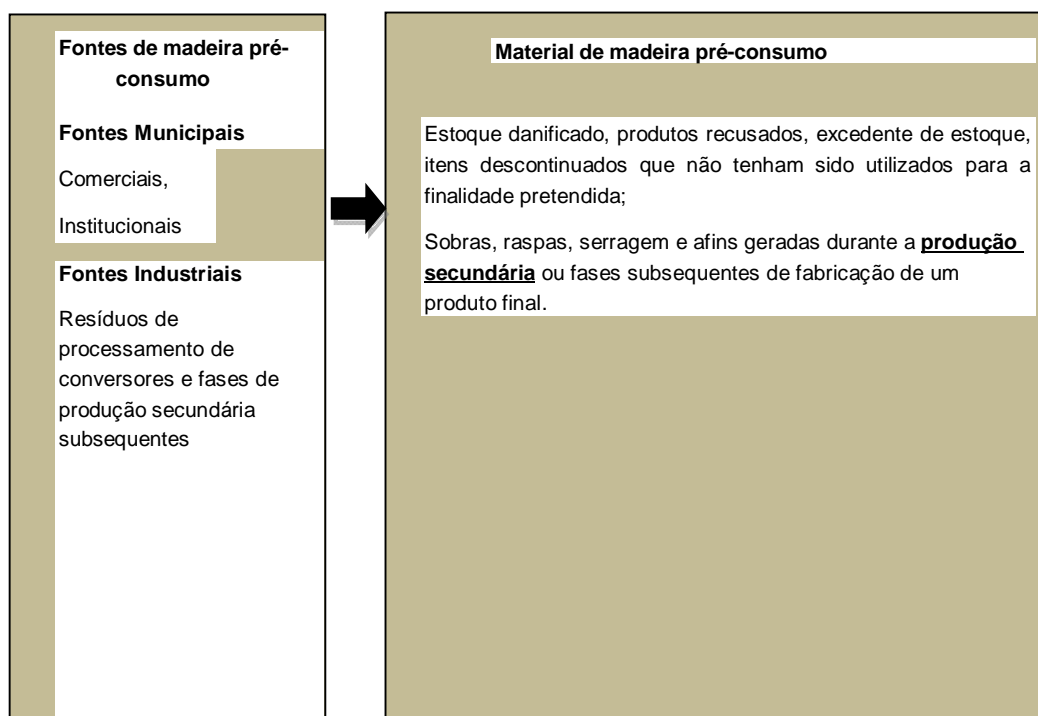 Fontes de madeira pré-
consumo
Fontes Municipais
Comerciais,
Institucionais
Fontes Industriais
Resíduos de
processamento de
conversores e fases de
produção secundária
subsequentes
Material de madeira pré-consumo
Estoque danificado, produtos recusados, excedente de estoque,
itens descontinuados que não tenham sido utilizados para a
finalidade pretendida;
Sobras, raspas, serragem e afins geradas durante a produção
secundária ou fases subsequentes de fabricação de um
produto final.